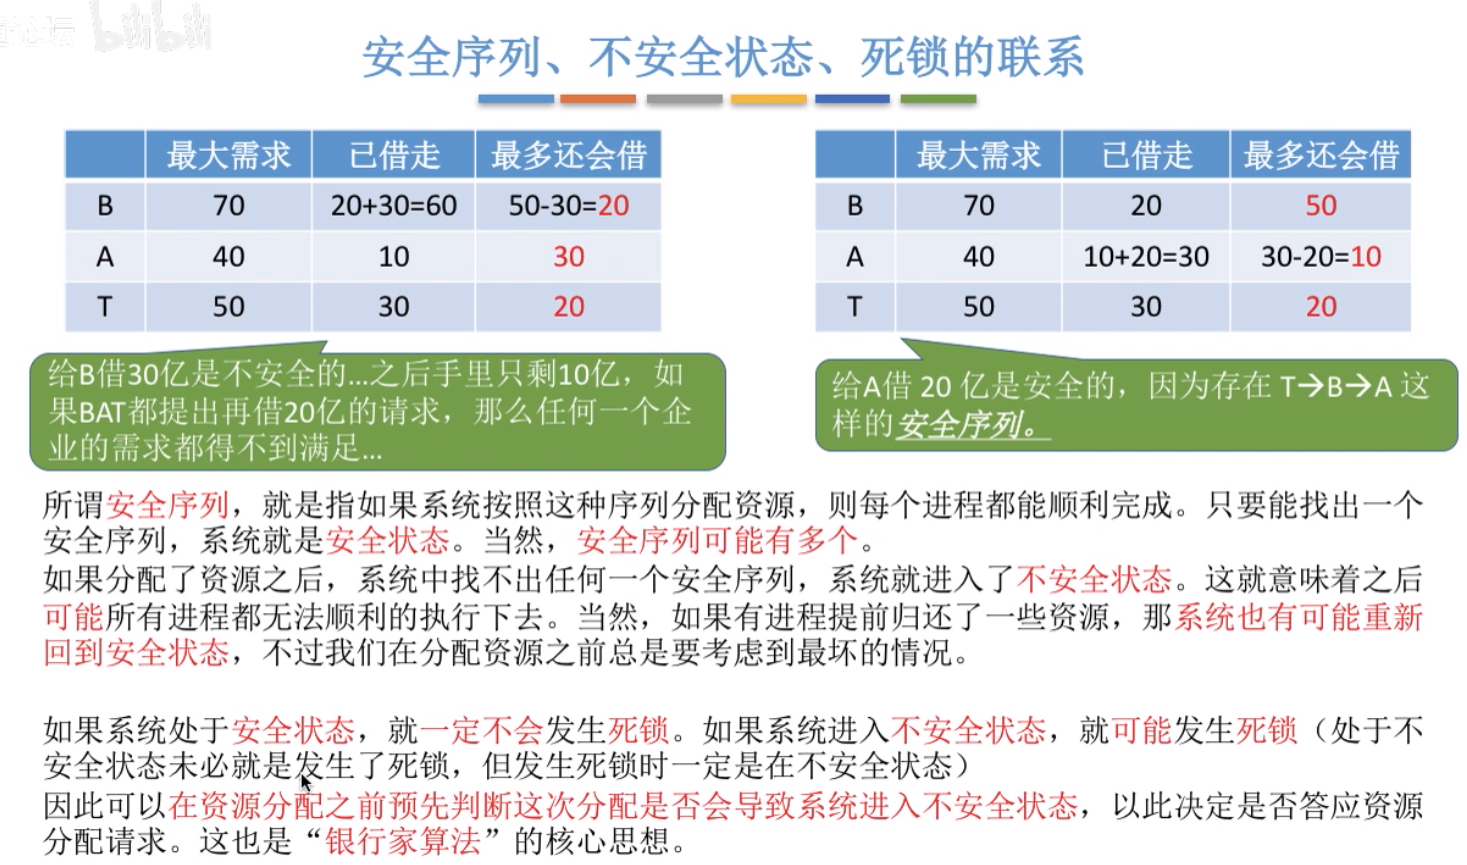 bilibili
安全序列、不安全状态、死锁的联系
最大需求 已借走 最多还会借
B 70 20+30=60 50-30=20
A 40 10 30
T 50 30 20
最大需求 已借走 最多还会借
B 70 20 50
A 40 10+20=30 30-20=10
T 50 30 20
给B借30亿是不安全的...之后手里只剩10亿，如
果BAT都提出再借20亿的请求，那么任何一个企
业的需求都得不到满足...
给A借 20 亿是安全的，因为存在 T→B→A 这
样的安全序列。
所谓安全序列，就是指如果系统按照这种序列分配资源，则每个进程都能顺利完成。只要能找出一个
安全序列，系统就是安全状态。当然，安全序列可能有多个。
如果分配了资源之后，系统中找不出任何一个安全序列，系统就进入了不安全状态。这就意味着之后
可能所有进程都无法顺利的执行下去。当然，如果有进程提前归还了一些资源，那系统也有可能重新
回到安全状态，不过我们在分配资源之前总是要考虑到最坏的情况。
如果系统处于安全状态，就一定不会发生死锁。如果系统进入不安全状态，就可能发生死锁（处于不
安全状态未必就是发生了死锁，但发生死锁时一定是在不安全状态）
因此可以在资源分配之前预先判断这次分配是否会导致系统进入不安全状态，以此决定是否答应资源
分配请求。这也是“银行家算法”的核心思想。